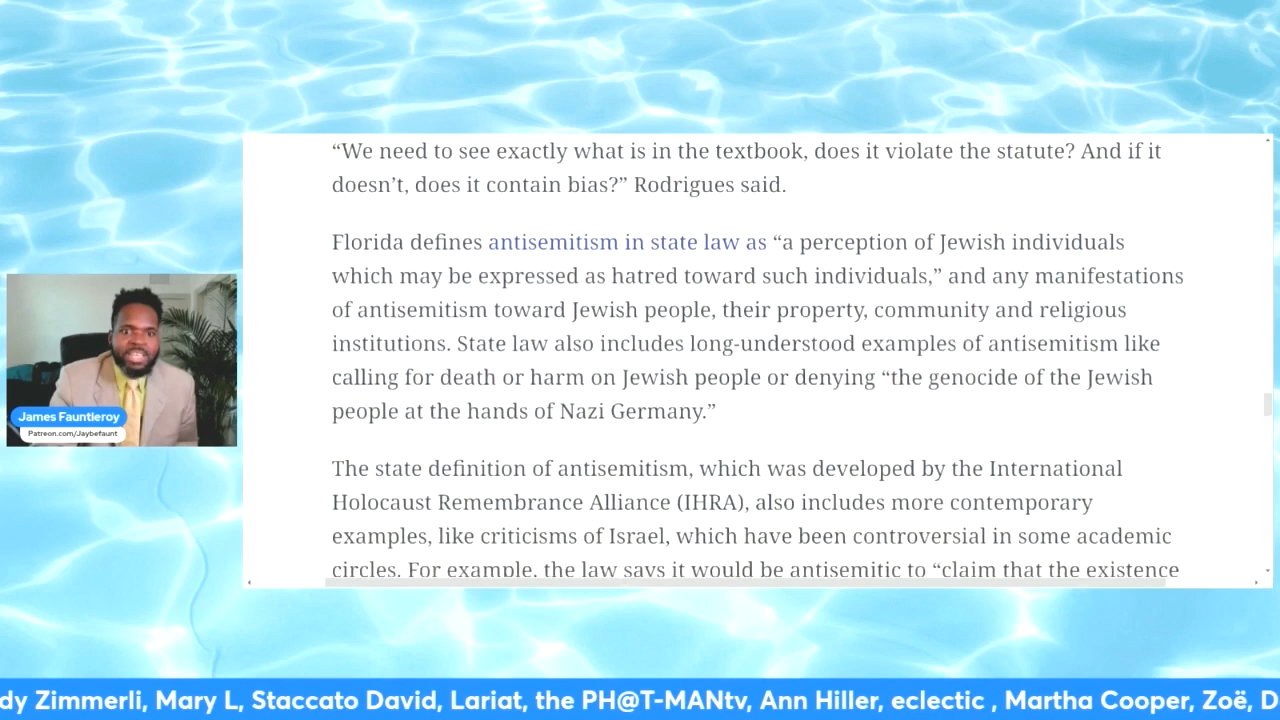 “We need to see exactly what is in the textbook, does it violate the statute? And if it
doesn’t, does it contain bias?” Rodrigues said.
Florida defines antisemitism in state law as “a perception of Jewish individuals
which may be expressed as hatred toward such individuals,” and any manifestations
of antisemitism toward Jewish people, their property, community and religious
institutions. State law also includes long-understood examples of antisemitism like
calling for death or harm on Jewish people or denying “the genocide of the Jewish
people at the hands of Nazi Germany.”
The state definition of antisemitism, which was developed by the International
Holocaust Remembrance Alliance (IHRA), also includes more contemporary
examples, like criticisms of Israel, which have been controversial in some academic
circles. For example, the law says it would be antisemitic to “claim that the existence
James Fauntleroy
Patreon.com/Jaybefaunt
dy Zimmerli, Mary L, Staccato David, Lariat, the PH@T-MANtv, Ann Hiller, eclectic , Martha Cooper, Zoë, D